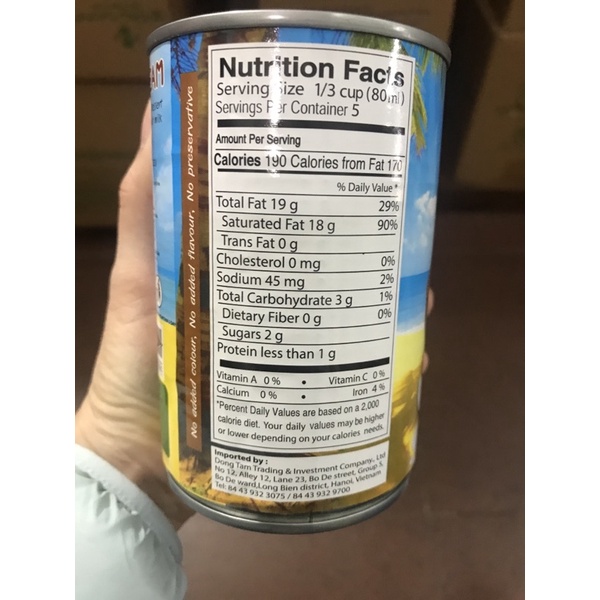 AM
No added colour, No added flavour, No preservative
Nutrition Facts
Serving Size 1/3 cup (80ml)
Servings Per Container 5
Amount Per Serving
Calories 190 Calories from Fat 170
% Daily Value *
Total Fat 19 g 29%
Saturated Fat 18 g 90%
Trans Fat 0 g
Cholesterol 0 mg 0%
Sodium 45 mg 2%
Total Carbohydrate 3 g 1%
Dietary Fiber 0 g 0%
Sugars 2 g
Protein less than 1 g
Vitamin A 0% • Vitamin C 0%
Calcium 0% • Iron 4%
*Percent Daily Values are based on a 2,000
calorie diet. Your daily values may be higher
or lower depending on your calories needs.
Imported by :
Dong Tam Trading & Investment Company., Ltd
No 12, Alley 12, Lane 23, Bo De street, Group 5,
Bo De ward,Long Bien district, Hanoi, Vietnam
Tel: 84 43 932 3075 / 84 43 932 9700